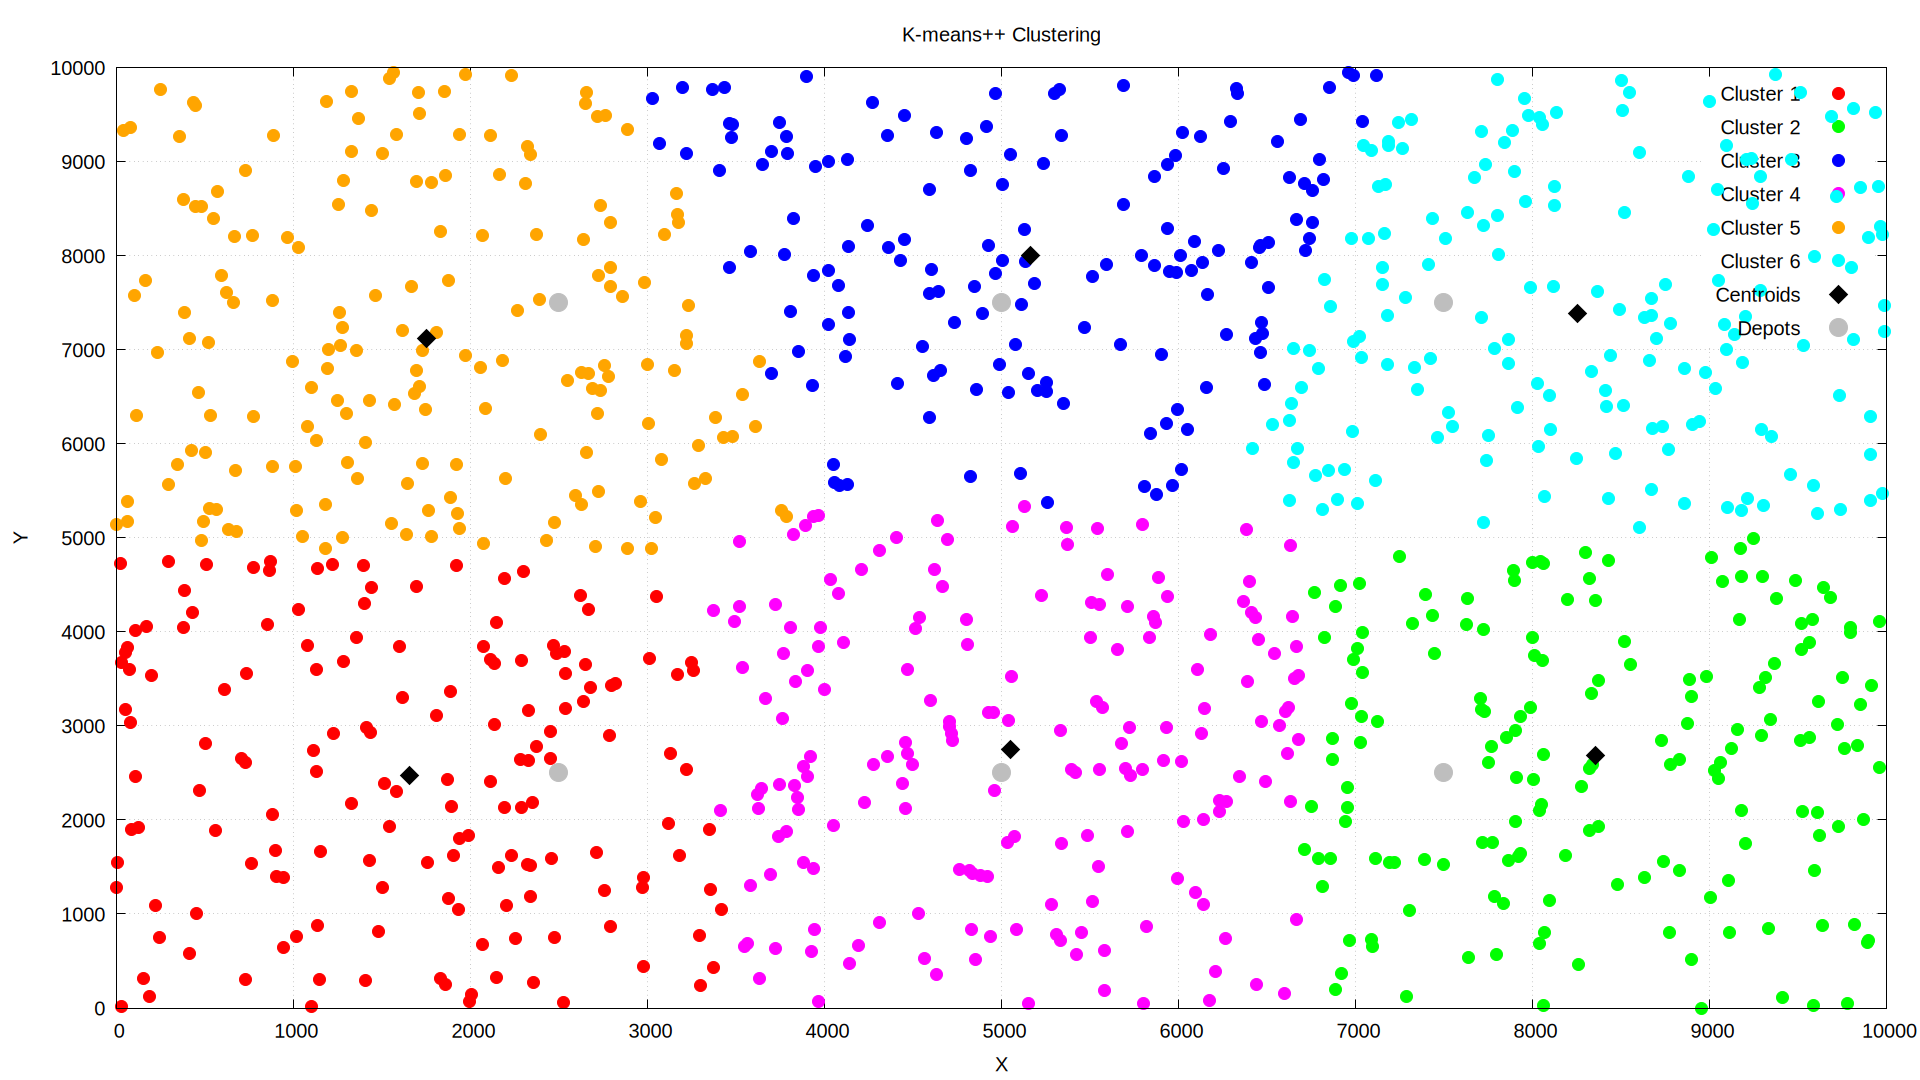 K-means++ Clustering
10000
9000
8000
7000
6000
5000
4000
3000
2000
1000
0
Y
Cluster 1
Cluster 2
Cluster 3
Cluster 4
Cluster 5
Cluster 6
Centroids
Depots
0 1000 2000 3000 4000 5000 6000 7000 8000 9000 10000
X